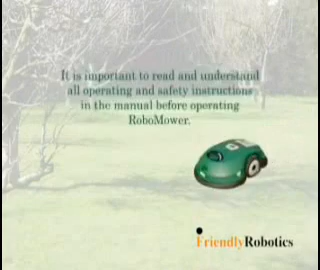 It is important to read and understand
all operating and safety instructions
in the manual before operating
RoboMower.
FriendlyRobotics